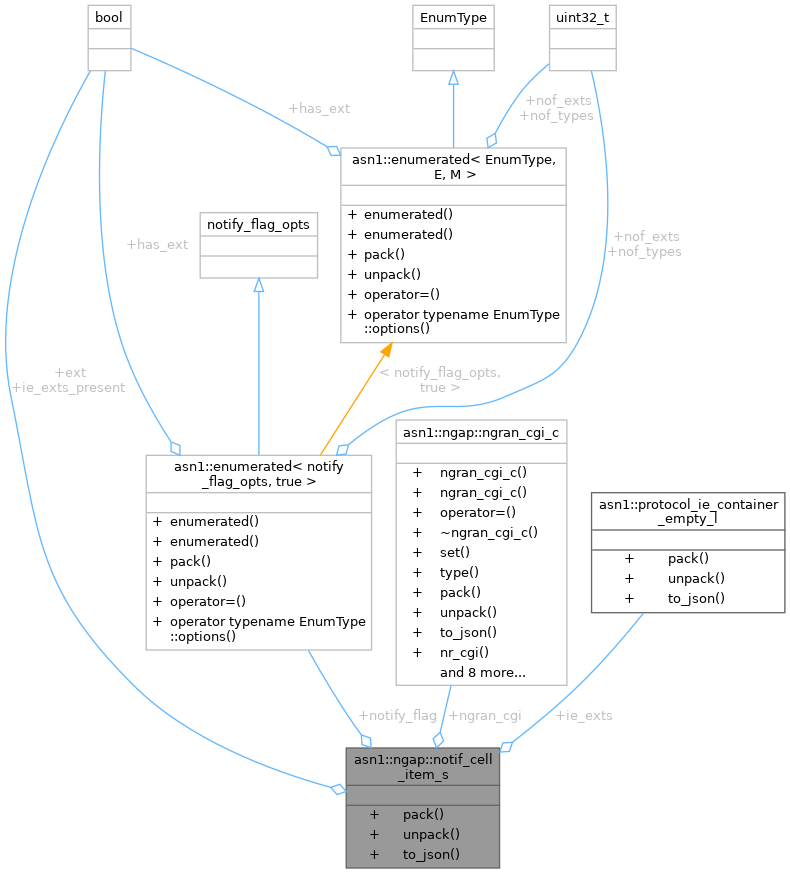 bool
EnumType
uint32_t
+has_ext
+nof_exts
+nof_types
asn1::enumerated< EnumType,
E, M >
+ enumerated()
+ enumerated()
+ pack()
+ unpack()
+ operator=()
+ operator typename EnumType
::options()
notify_flag_opts
+has_ext
+nof_exts
+nof_types
+ext
+ie_exts_present
< notify_flag_opts,
true >
asn1::enumerated< notify
_flag_opts, true >
+ enumerated()
+ enumerated()
+ pack()
+ unpack()
+ operator=()
+ operator typename EnumType
::options()
asn1::ngap::ngran_cgi_c
+ ngran_cgi_c()
+ ngran_cgi_c()
+ operator=()
+ ~ngran_cgi_c()
+ set()
+ type()
+ pack()
+ unpack()
+ to_json()
+ nr_cgi()
and 8 more...
asn1::protocol_ie_container
_empty_l
+ pack()
+ unpack()
+ to_json()
+notify_flag
+ngran_cgi
+ie_exts
asn1::ngap::notif_cell
_item_s
+ pack()
+ unpack()
+ to_json()